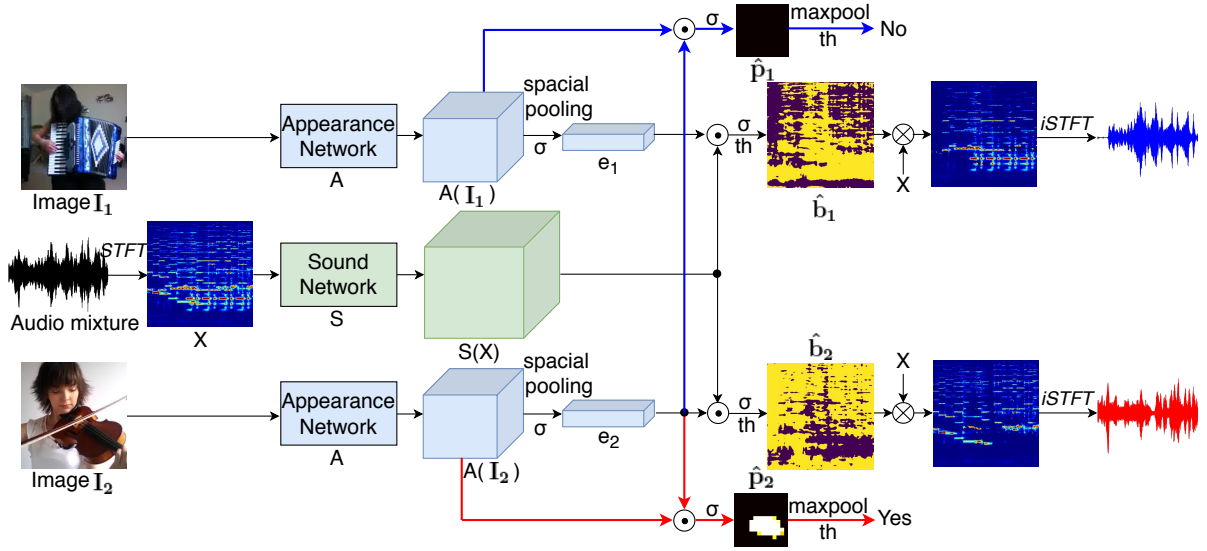 σ
maxpool
th
No
p̂₁
Image I₁
Appearance
Network
A
A( I₁ )
spacial
pooling
σ
e₁
σ
th
b̂₁
X
iSTFT
Audio mixture
STFT
X
Sound
Network
S
S(X)
Image I₂
Appearance
Network
A
A( I₂ )
spacial
pooling
σ
e₂
σ
th
b̂₂
X
iSTFT
p̂₂
σ
maxpool
th
Yes